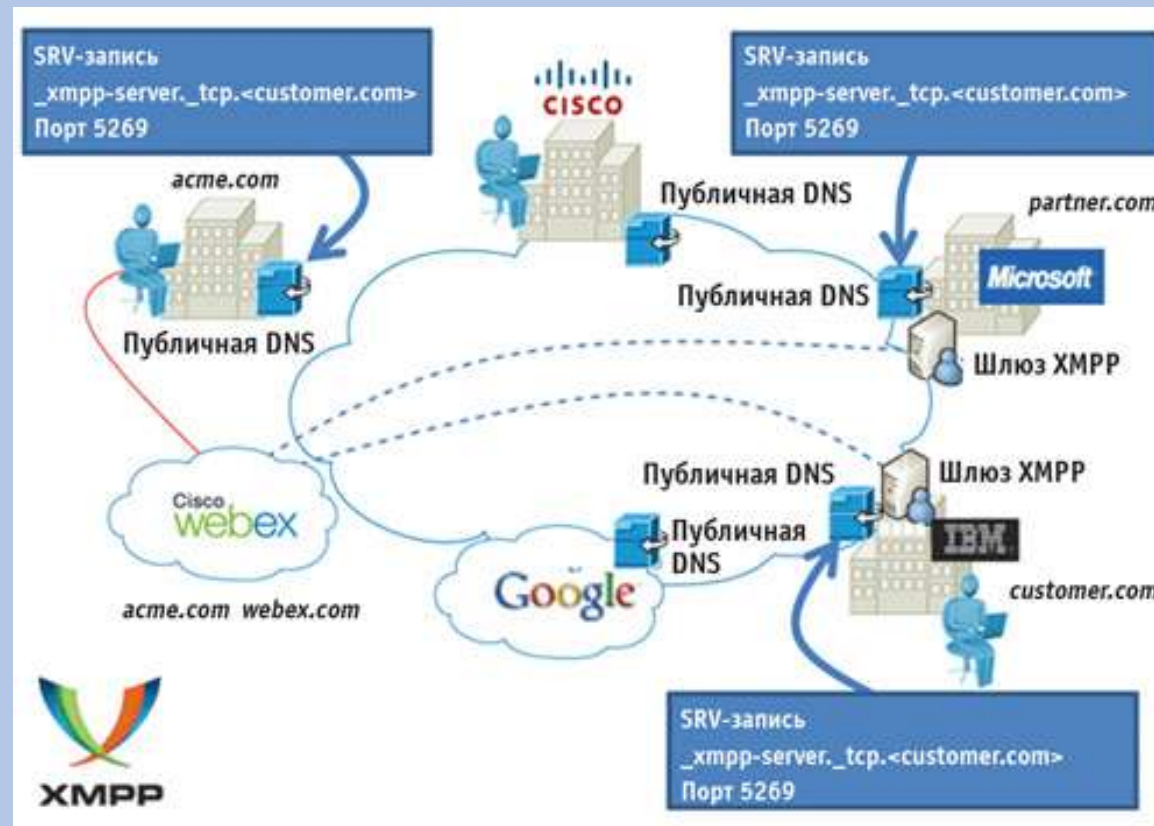 SRV-запись
_xmpp-server._tcp.<customer.com>
Порт 5269
CISCO
SRV-запись
_xmpp-server._tcp.<customer.com>
Порт 5269
acme.com
Публичная DNS
partner.com
Публичная DNS
Microsoft
Публичная DNS
Шлюз XMPP
Cisco
webex
acme.com webex.com
Публичная DNS
Шлюз XMPP
Публичная
DNS
IBM
Google
customer.com
SRV-запись
_xmpp-server._tcp.<customer.com>
Порт 5269
XMPP